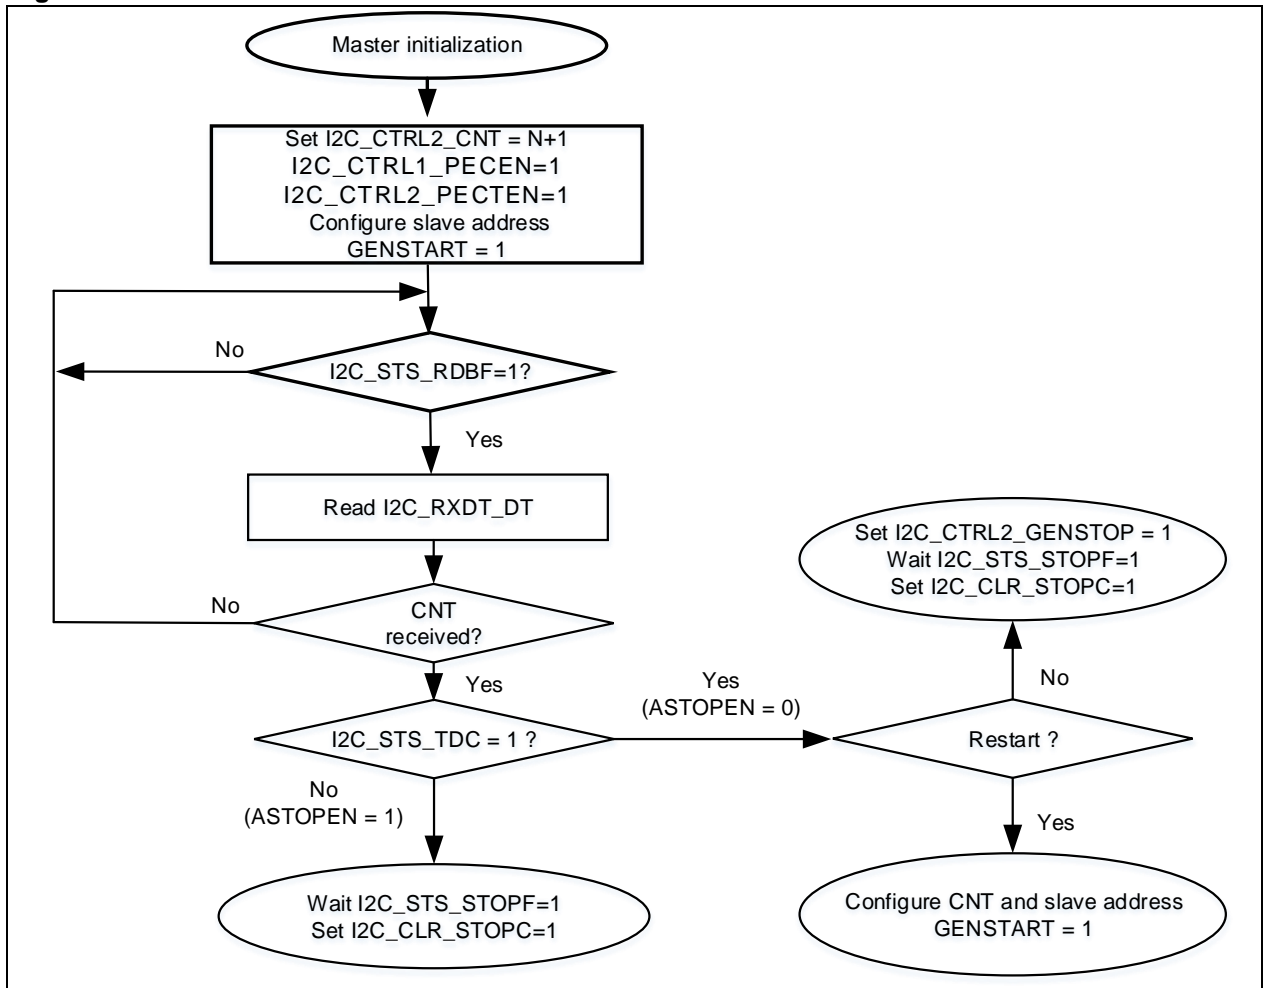 Master initialization
Set I2C_CTRL2_CNT = N+1
I2C_CTRL1_PECEN=1
I2C_CTRL2_PECTEN=1
Configure slave address
GENSTART = 1
No
I2C_STS_RDBF=1?
Yes
Read I2C_RXDT_DT
No
CNT
received?
Yes
I2C_STS_TDC = 1 ?
Yes
(ASTOPEN = 0)
No
(ASTOPEN = 1)
Wait I2C_STS_STOPF=1
Set I2C_CLR_STOPC=1
Set I2C_CTRL2_GENSTOP = 1
Wait I2C_STS_STOPF=1
Set I2C_CLR_STOPC=1
No
Restart ?
Yes
Configure CNT and slave address
GENSTART = 1